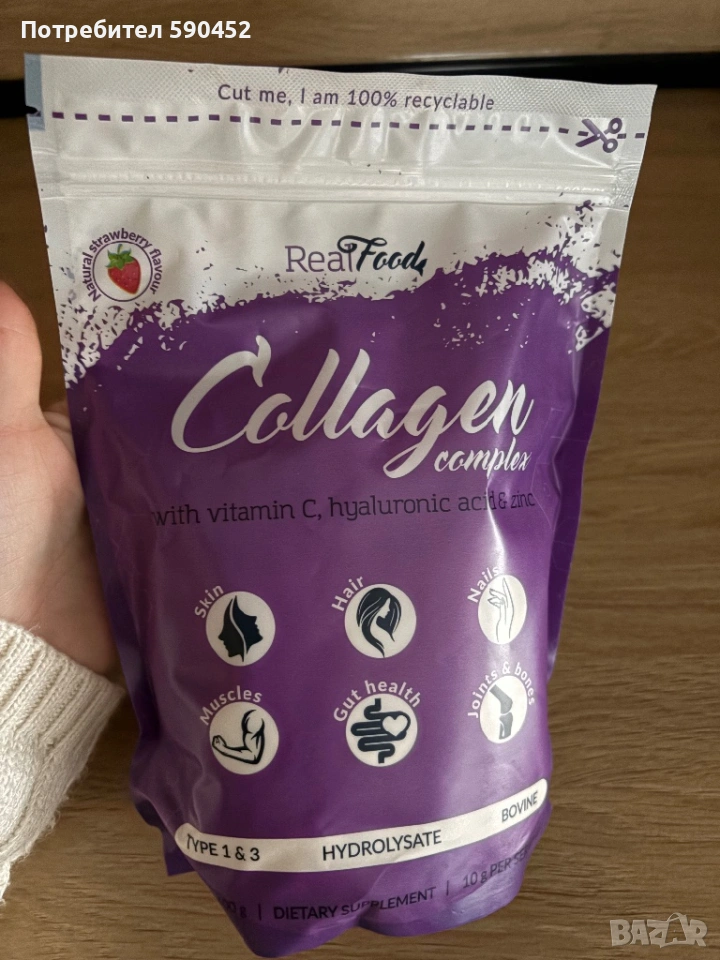 Потребител 590452
Cut me, I am 100% recyclable
Natural strawberry flavour
RealFood
Collagen
complex
with vitamin C, hyaluronic acid & zinc
Skin
Hair
Nails
Muscles
Gut health
Joints & bones
TYPE 1 & 3 HYDROLYSATE BOVINE
g | DIETARY SUPPLEMENT | 10 g PER
BAZAR